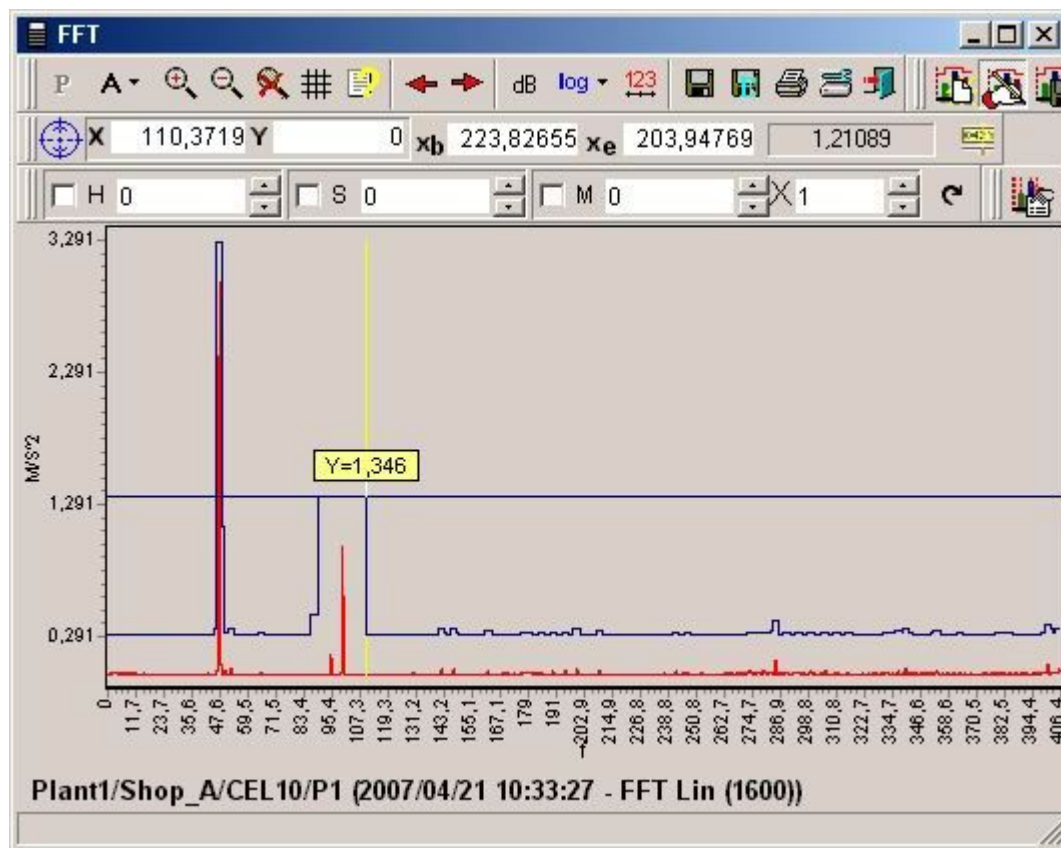 FFT
P A dB log 123
X 110,3719 Y 0 xb 223,82655 xe 203,94769 1,21089
H 0 S 0 M 0 X 1
3,291
2,291
Y=1,346
M/S^2
1,291
0,291
0 11.7 23.7 35.6 47.6 59.5 71.5 83.4 95.4 107.3 119.3 131.2 143.2 155.1 167.1 179 191 202.9 214.9 226.8 238.8 250.8 262.7 274.7 286.9 298.8 310.8 322.7 334.7 346.6 358.6 370.5 382.5 394.4
Plant1/Shop_A/CEL10/P1 (2007/04/21 10:33:27 - FFT Lin (1600))